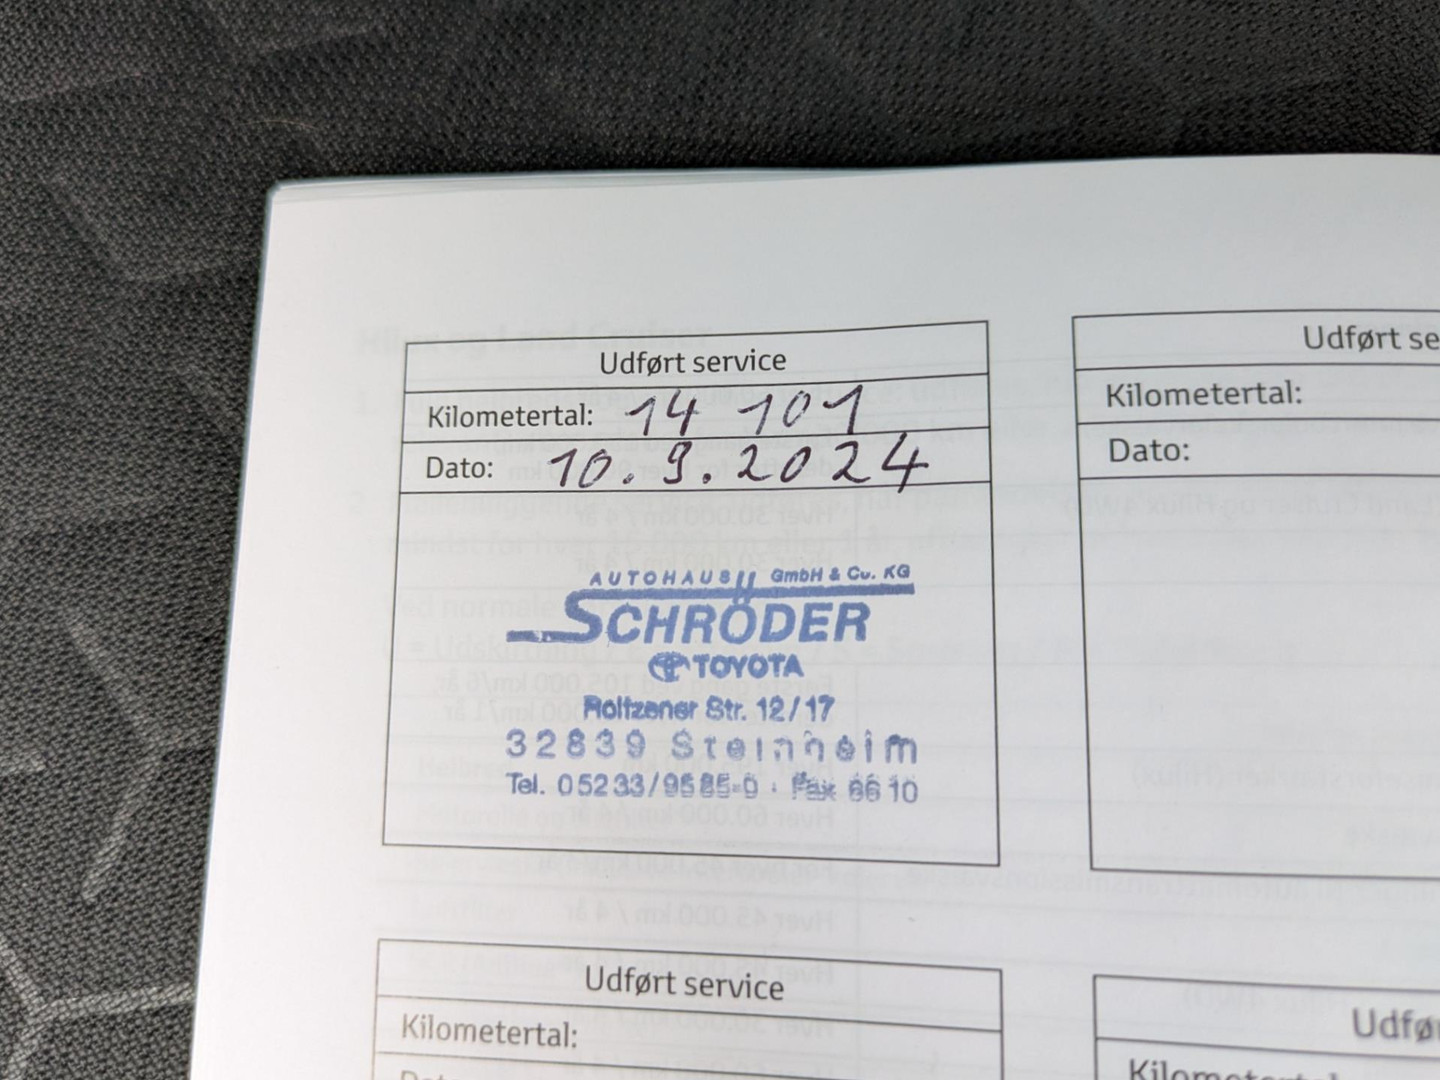 Udført service
Kilometertal: 14 101
Dato: 10.9.2024
AUTOHAUS GmbH & Co. KG
SCHRÖDER
TOYOTA
Rolfzener Str. 12/17
32839 Steinheim
Tel. 05233/9585-0 · Fax 6610
Udført se
Kilometertal:
Dato:
Udført service
Kilometertal:
Udfø
Kilometertal: